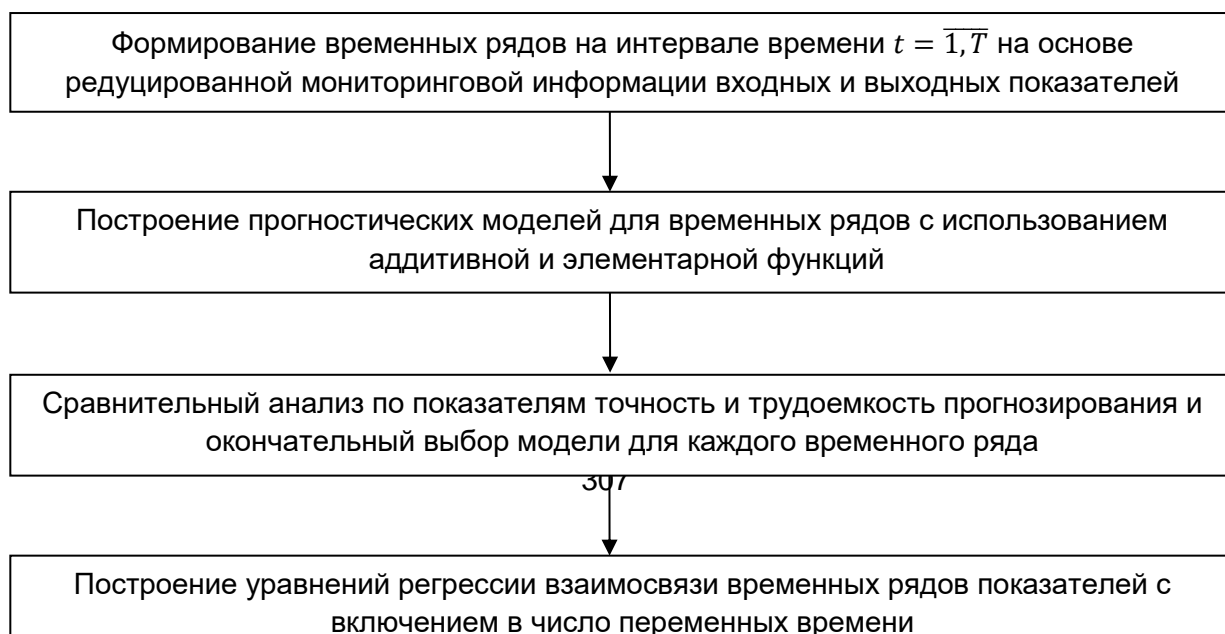 Формирование временных рядов на интервале времени t = 1,T на основе
редуцированной мониторинговой информации входных и выходных показателей
Построение прогностических моделей для временных рядов с использованием
аддитивной и элементарной функций
Сравнительный анализ по показателям точность и трудоемкость прогнозирования и
окончательный выбор модели для каждого временного ряда
307
Построение уравнений регрессии взаимосвязи временных рядов показателей с
включением в число переменных времени